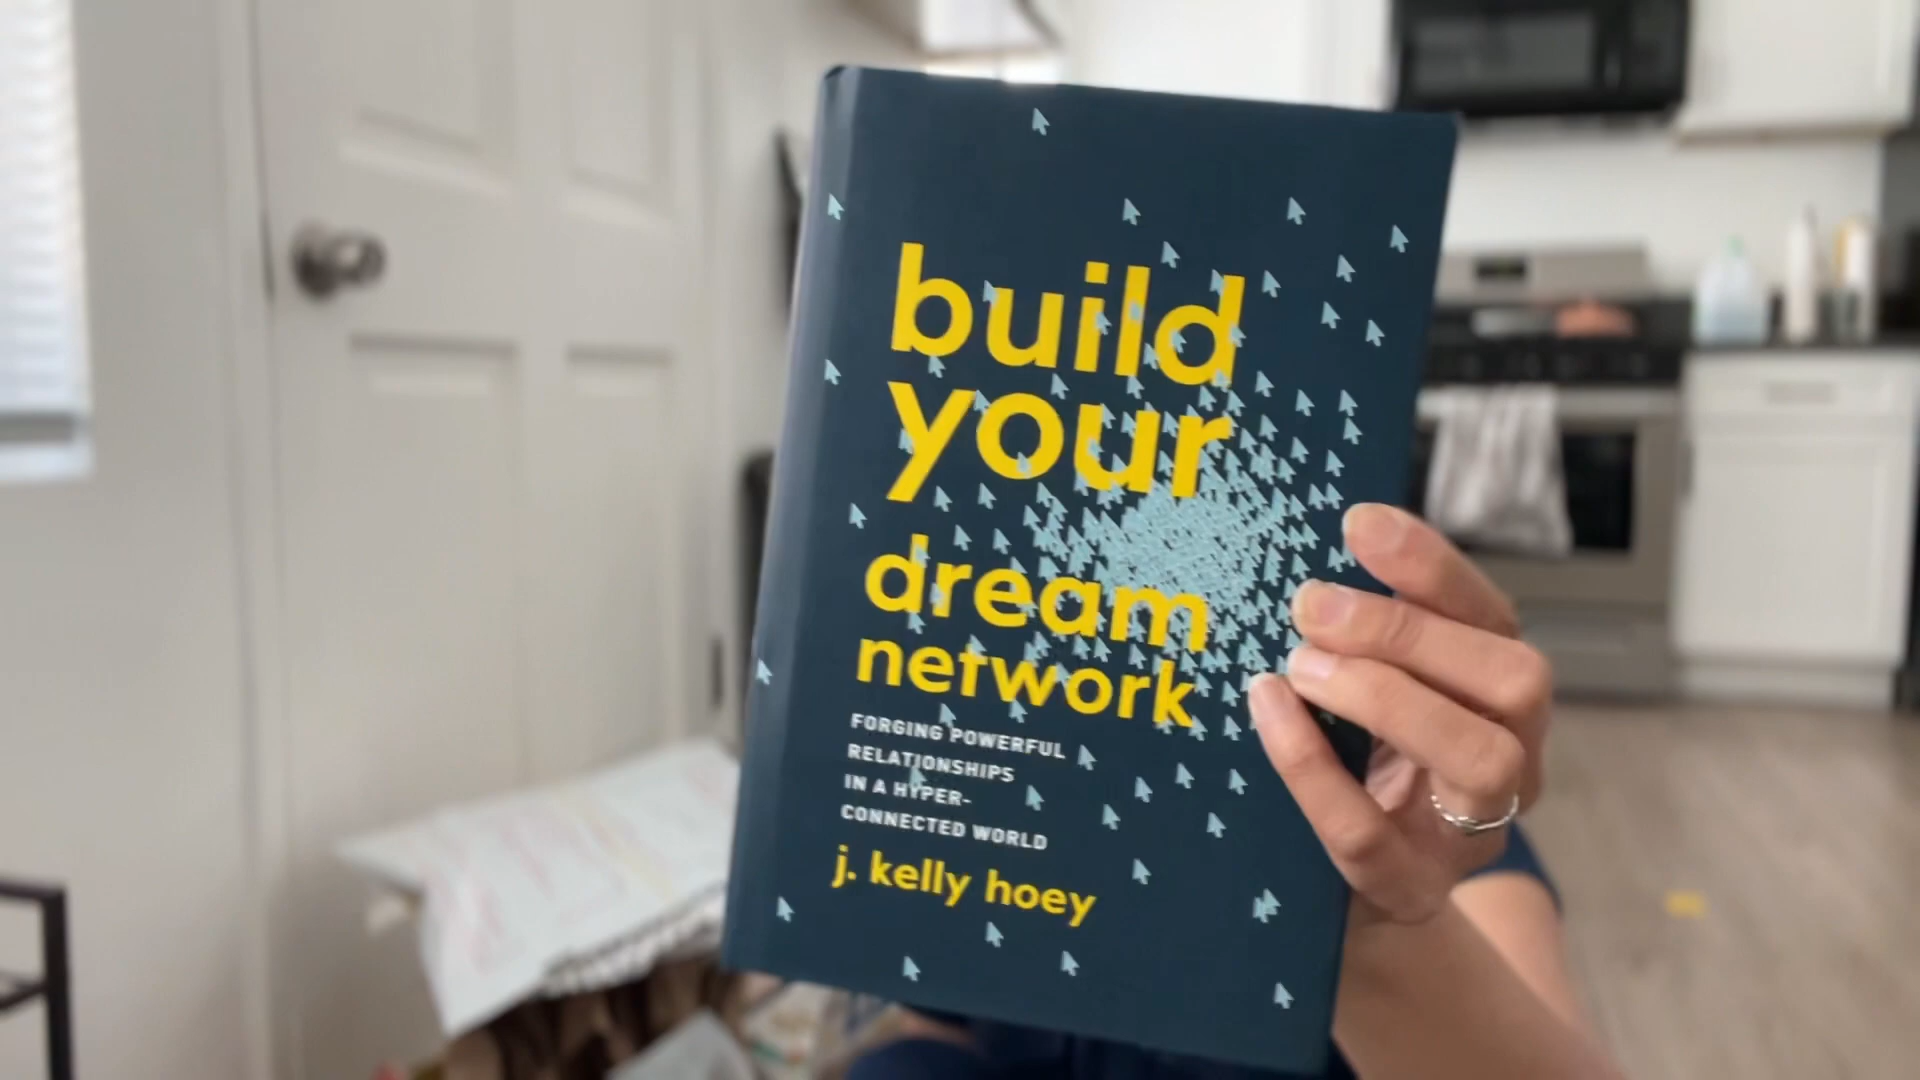 build
your
dream
network
FORGING POWERFUL
RELATIONSHIPS
IN A HYPER-
CONNECTED WORLD
j. kelly hoey